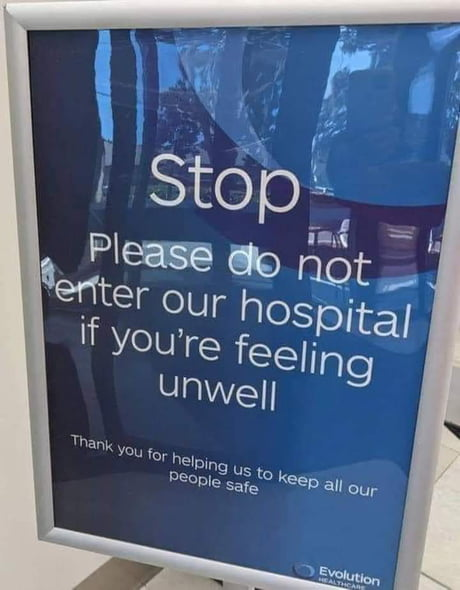 Stop
Please do not
enter our hospital
if you're feeling
unwell
Thank you for helping us to keep all our
people safe
Evolution
HEALTHCARE